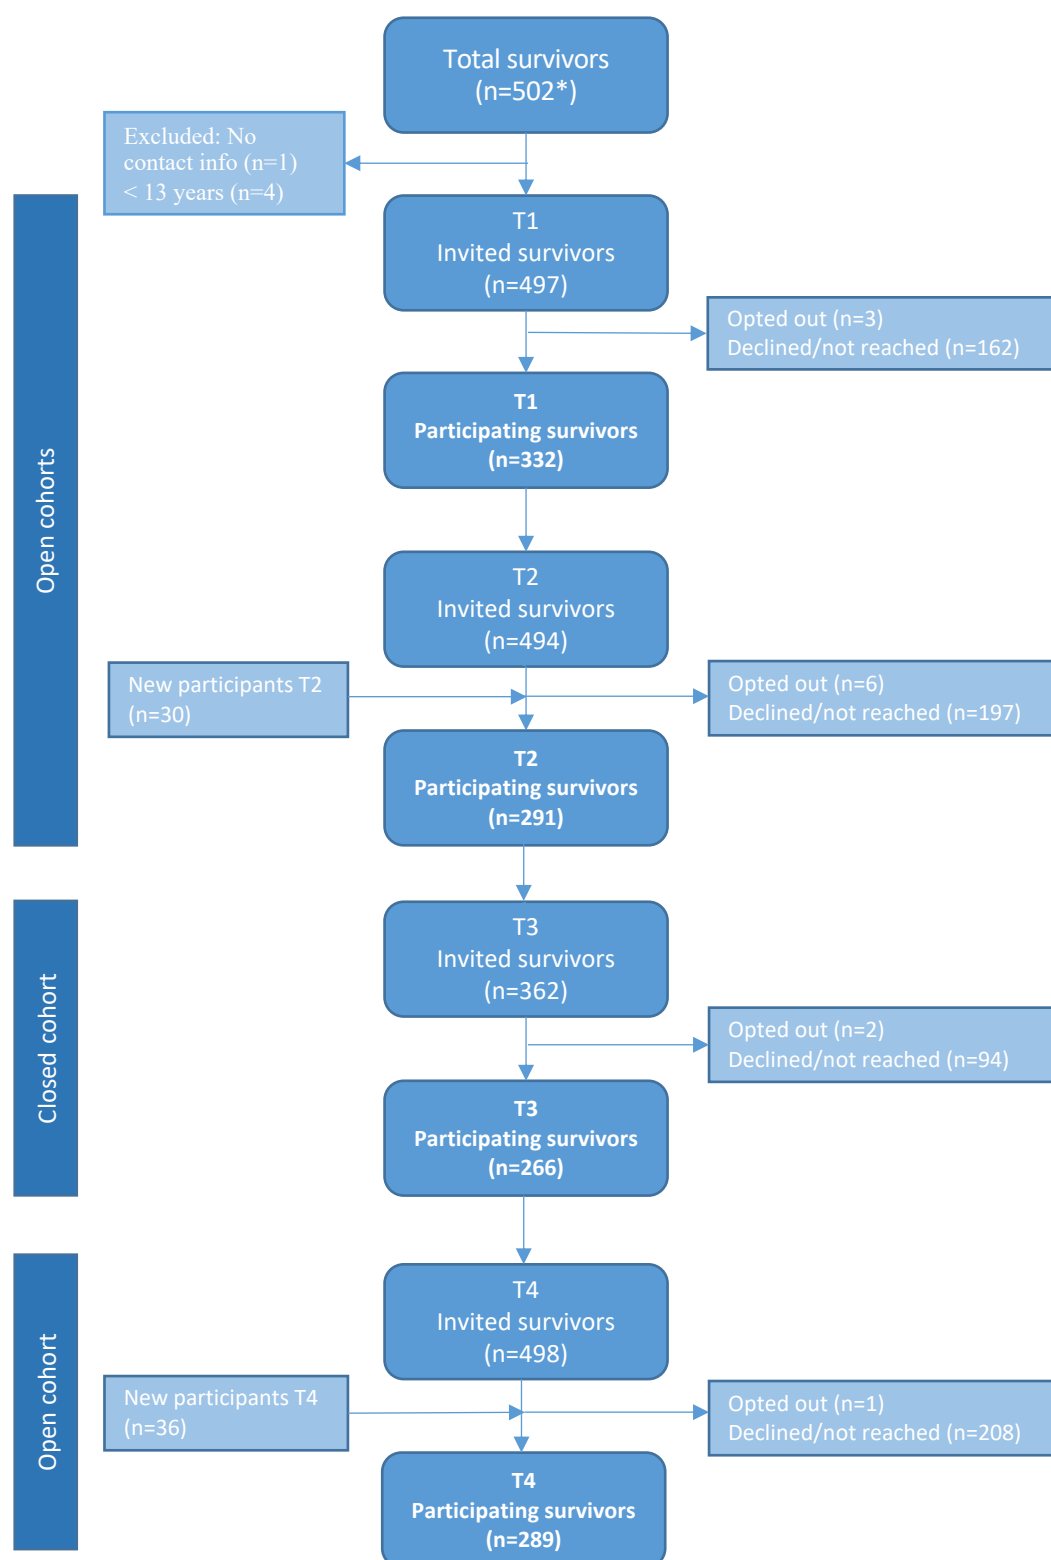 Total survivors
(n=502*)
Excluded: No
contact info (n=1)
< 13 years (n=4)
Open cohorts
T1
Invited survivors
(n=497)
Opted out (n=3)
Declined/not reached (n=162)
T1
Participating survivors
(n=332)
T2
Invited survivors
(n=494)
New participants T2
(n=30)
Opted out (n=6)
Declined/not reached (n=197)
T2
Participating survivors
(n=291)
Closed cohort
T3
Invited survivors
(n=362)
Opted out (n=2)
Declined/not reached (n=94)
T3
Participating survivors
(n=266)
Open cohort
T4
Invited survivors
(n=498)
New participants T4
(n=36)
Opted out (n=1)
Declined/not reached (n=208)
T4
Participating survivors
(n=289)